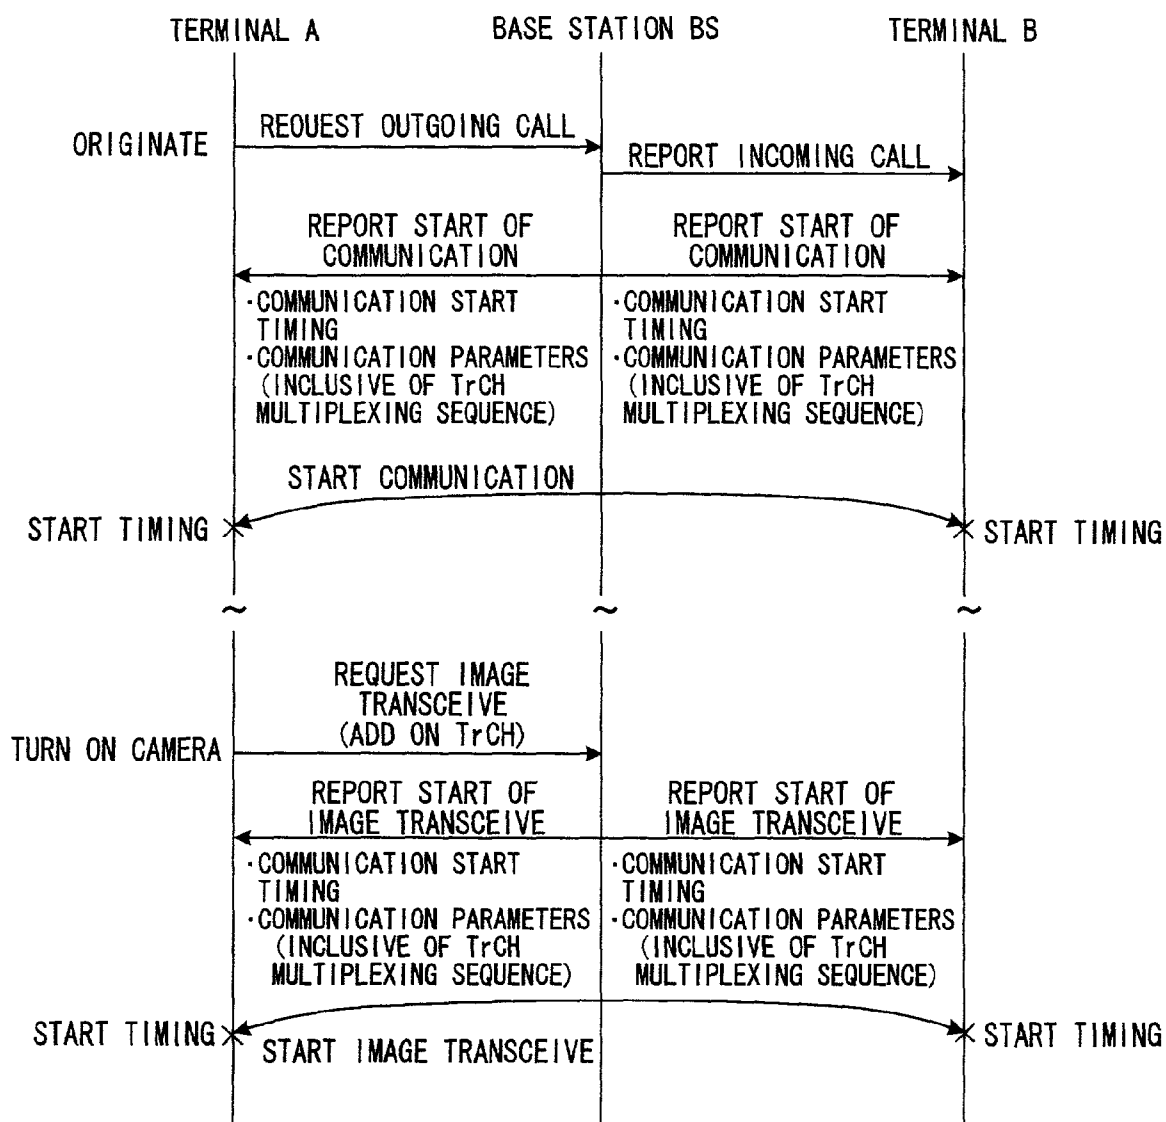 TERMINAL A
BASE STATION BS
TERMINAL B
ORIGINATE
REOUEST OUTGOING CALL
REPORT INCOMING CALL
REPORT START OF
COMMUNICATION
REPORT START OF
COMMUNICATION
·COMMUNICATION START
TIMING
·COMMUNICATION PARAMETERS
(INCLUSIVE OF TrCH
MULTIPLEXING SEQUENCE)
·COMMUNICATION START
TIMING
·COMMUNICATION PARAMETERS
(INCLUSIVE OF TrCH
MULTIPLEXING SEQUENCE)
START COMMUNICATION
START TIMING
START TIMING
REQUEST IMAGE
TRANSCEIVE
(ADD ON TrCH)
TURN ON CAMERA
REPORT START OF
IMAGE TRANSCEIVE
REPORT START OF
IMAGE TRANSCEIVE
·COMMUNICATION START
TIMING
·COMMUNICATION PARAMETERS
(INCLUSIVE OF TrCH
MULTIPLEXING SEQUENCE)
·COMMUNICATION START
TIMING
·COMMUNICATION PARAMETERS
(INCLUSIVE OF TrCH
MULTIPLEXING SEQUENCE)
START TIMING
START IMAGE TRANSCEIVE
START TIMING